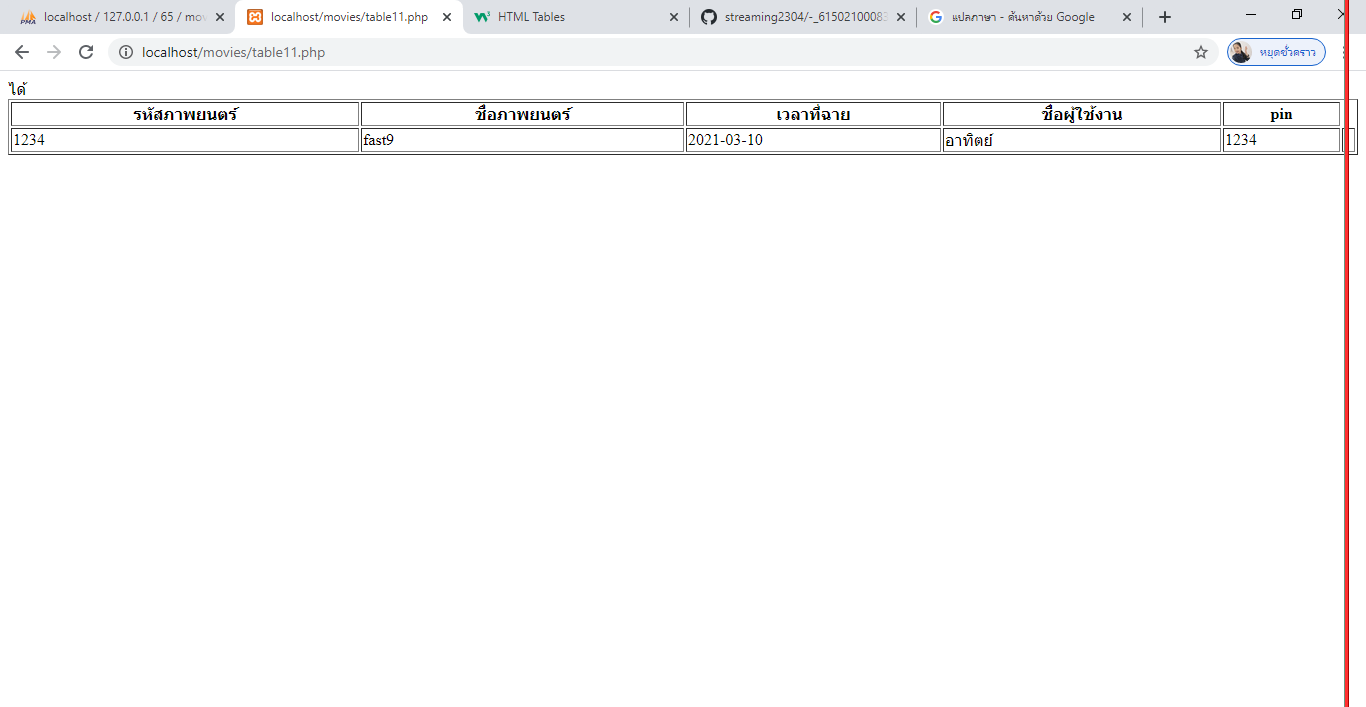 localhost / 127.0.0.1 / 65 / mov
localhost/movies/table11.php
HTML Tables
streaming2304/-_61502100083
แปลภาษา - ค้นหาด้วย Google
localhost/movies/table11.php
หยุดชั่วคราว
ได้
รหัสภาพยนตร์ ชื่อภาพยนตร์ เวลาที่ฉาย ชื่อผู้ใช้งาน pin
1234 fast9 2021-03-10 อาทิตย์ 1234